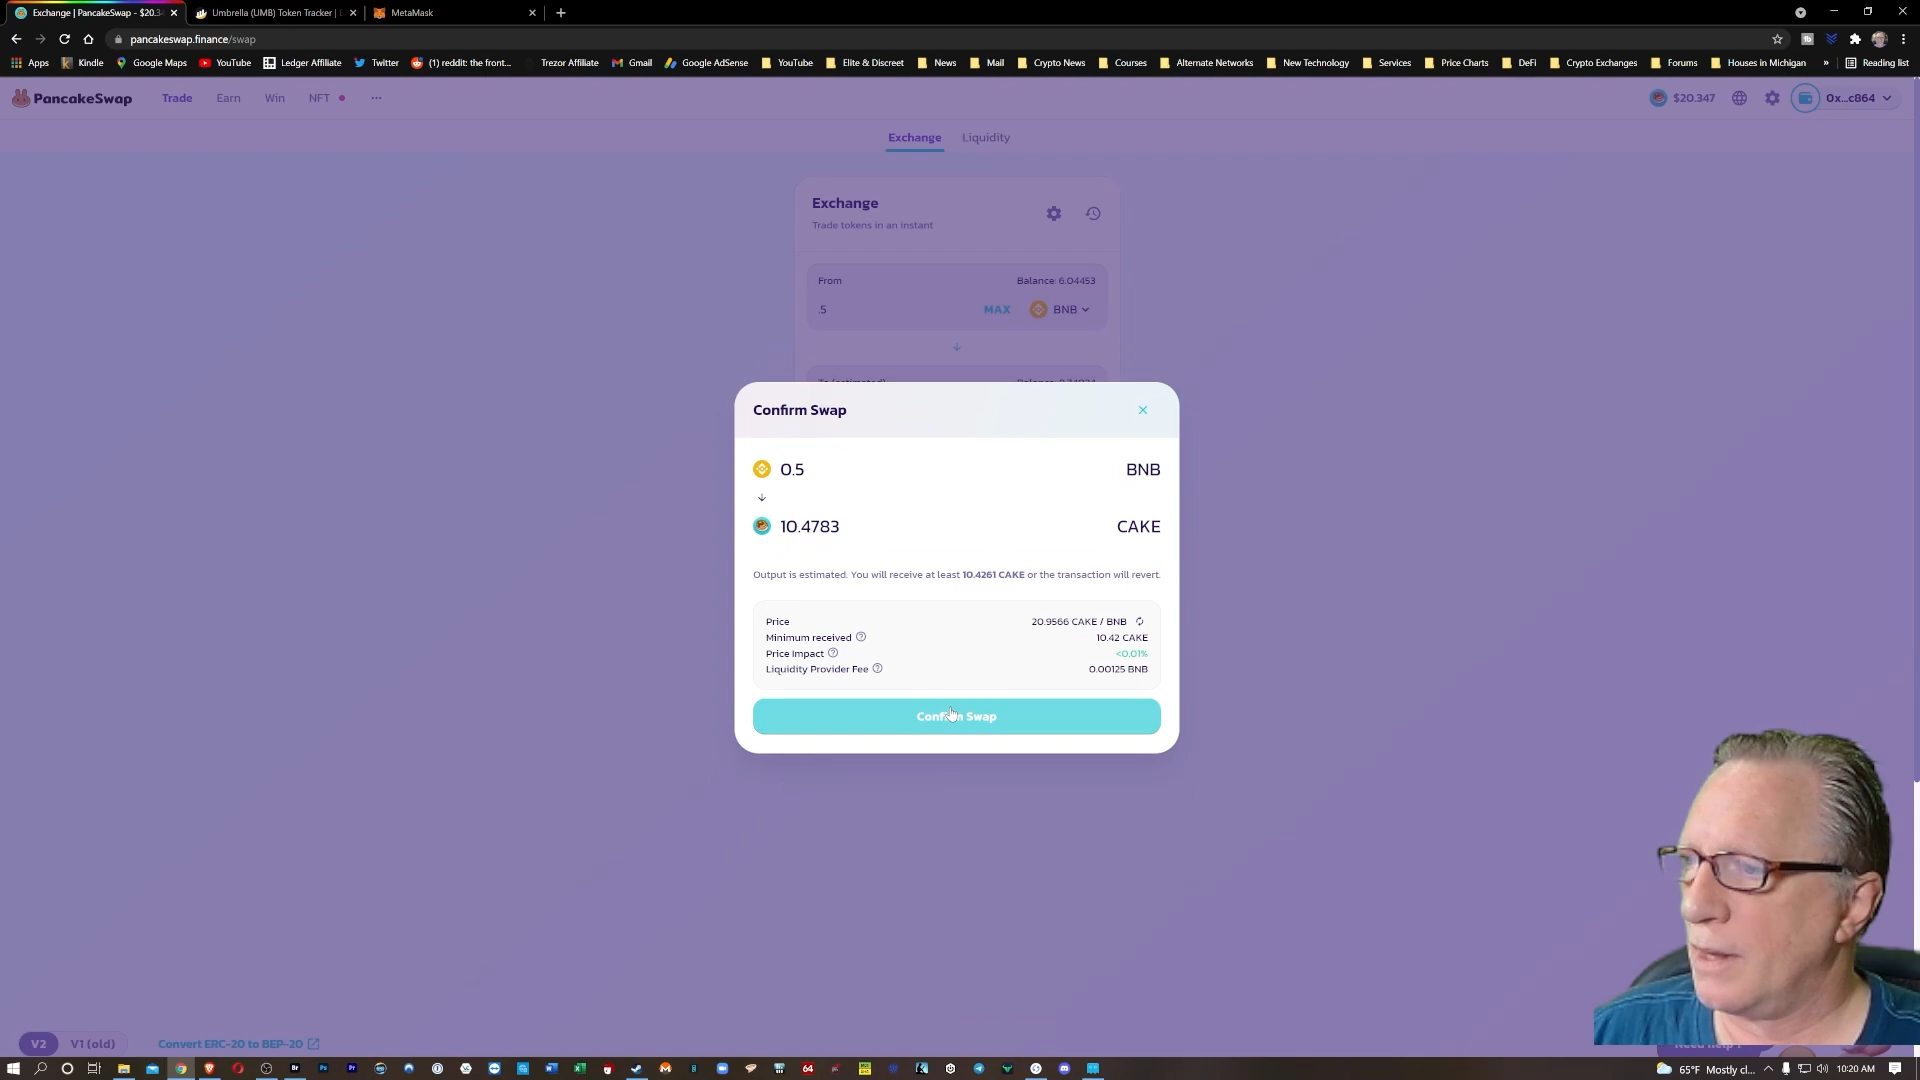 Exchange | PancakeSwap - $20.3
Umbrella (UMB) Token Tracker |
MetaMask
pancakeswap.finance/swap
Apps
Kindle
Google Maps
YouTube
Ledger Affiliate
Twitter
(1) reddit: the front...
Trezor Affiliate
Gmail
Google AdSense
YouTube
Elite & Discreet
News
Mail
Crypto News
Courses
Alternate Networks
New Technology
Services
Price Charts
DeFi
Crypto Exchanges
Forums
Houses in Michigan
»
Reading list
PancakeSwap
Trade
Earn
Win
NFT
$20.347
0x...c864
Exchange
Liquidity
Exchange
Trade tokens in an instant
From
Balance: 6.04453
.5
MAX
BNB
Confirm Swap
0.5
BNB
10.4783
CAKE
Output is estimated. You will receive at least 10.4261 CAKE or the transaction will revert.
Price
20.9566 CAKE / BNB
Minimum received
10.42 CAKE
Price Impact
<0.01%
Liquidity Provider Fee
0.00125 BNB
Confirm Swap
V2
V1 (old)
Convert ERC-20 to BEP-20
65°F Mostly cl...
10:20 AM